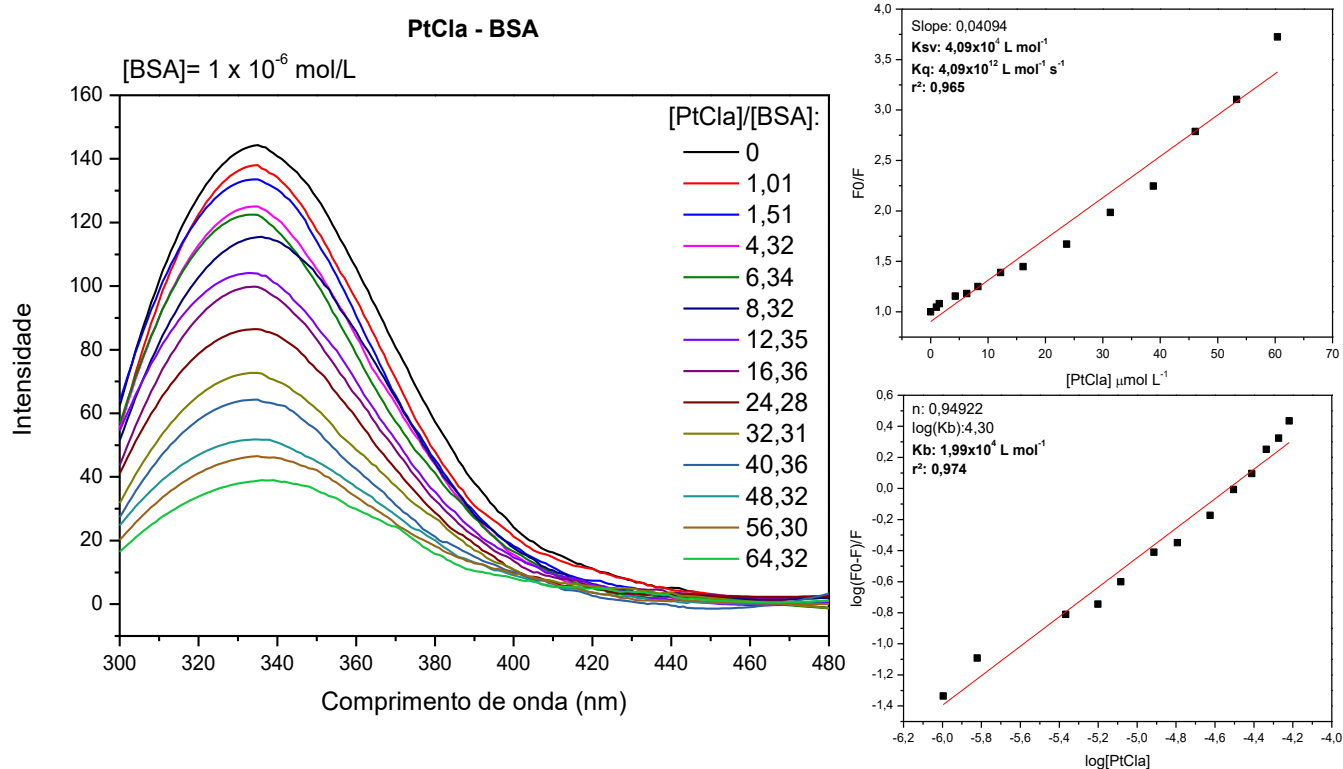 PtCla - BSA
[BSA]= 1 x 10⁻⁶ mol/L
[PtCla]/[BSA]:
0
1,01
1,51
4,32
6,34
8,32
12,35
16,36
24,28
32,31
40,36
48,32
56,30
64,32
160
140
120
100
80
60
40
20
0
Intensidade
300 320 340 360 380 400 420 440 460 480
Comprimento de onda (nm)
Slope: 0,04094
Ksv: 4,09x10⁴ L mol⁻¹
Kq: 4,09x10¹² L mol⁻¹ s⁻¹
r²: 0,965
4,0
3,5
3,0
2,5
2,0
1,5
1,0
F0/F
0 10 20 30 40 50 60 70
[PtCla] μmol L⁻¹
n: 0,94922
log(Kb):4,30
Kb: 1,99x10⁴ L mol⁻¹
r²: 0,974
0,6
0,4
0,2
0,0
-0,2
-0,4
-0,6
-0,8
-1,0
-1,2
-1,4
log(F0-F)/F
-6,2 -6,0 -5,8 -5,6 -5,4 -5,2 -5,0 -4,8 -4,6 -4,4 -4,2 -4,0
log[PtCla]